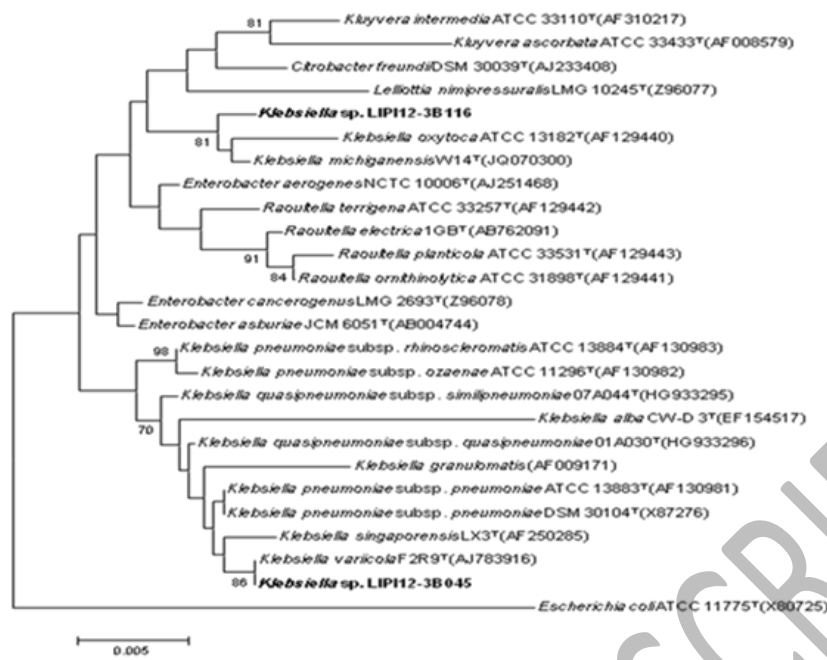 81
Kluyvera intermedia ATCC 33110ᵀ(AF310217)
Kluyvera ascorbata ATCC 33433ᵀ(AF008579)
Citrobacter freundii DSM 30039ᵀ(AJ233408)
Lelliottia nimipressuralis LMG 10245ᵀ(Z96077)
Klebsiella sp. LIPI12-3B116
81
Klebsiella oxytoca ATCC 13182ᵀ(AF129440)
Klebsiella michiganensis W14ᵀ(JQ070300)
Enterobacter aerogenes NCTC 10006ᵀ(AJ251468)
Raoultella terrigena ATCC 33257ᵀ(AF129442)
Raoultella electrica 1GBᵀ(AB762091)
91
Raoultella planticola ATCC 33531ᵀ(AF129443)
84
Raoultella ornithinolytica ATCC 31898ᵀ(AF129441)
Enterobacter cancerogenus LMG 2693ᵀ(Z96078)
Enterobacter asburiae JCM 6051ᵀ(AB004744)
98
Klebsiella pneumoniae subsp. rhinoscleromatis ATCC 13884ᵀ(AF130983)
Klebsiella pneumoniae subsp. ozaenae ATCC 11296ᵀ(AF130982)
Klebsiella quasipneumoniae subsp. similipneumoniae 07A044ᵀ(HG933295)
70
Klebsiella alba CW-D 3ᵀ(EF154517)
Klebsiella quasipneumoniae subsp. quasipneumoniae 01A030ᵀ(HG933296)
Klebsiella granulomatis (AF009171)
Klebsiella pneumoniae subsp. pneumoniae ATCC 13883ᵀ(AF130981)
Klebsiella pneumoniae subsp. pneumoniae DSM 30104ᵀ(X87276)
Klebsiella singaporensis LX3ᵀ(AF250285)
Klebsiella variicola F2R9ᵀ(AJ783916)
86
Klebsiella sp. LIPI12-3B045
Escherichia coli ATCC 11775ᵀ(X80725)
0.005